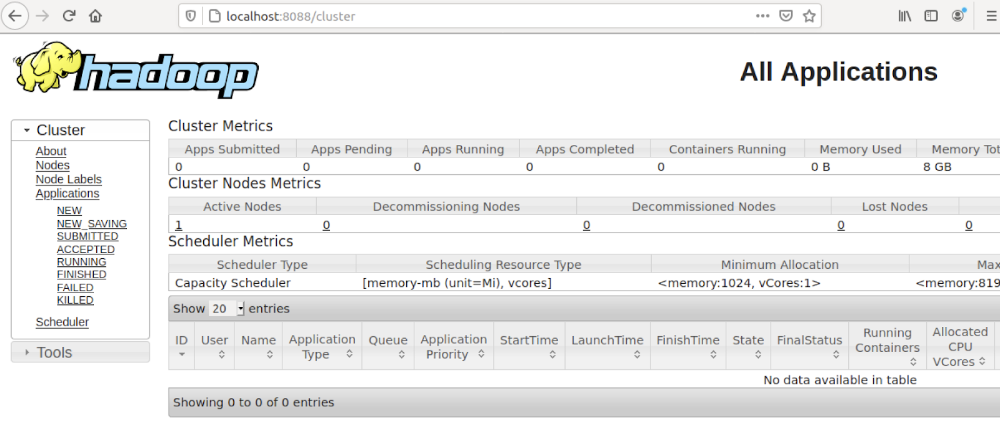 localhost:8088/cluster
hadoop
All Applications
Cluster
About
Nodes
Node Labels
Applications
NEW
NEW_SAVING
SUBMITTED
ACCEPTED
RUNNING
FINISHED
FAILED
KILLED
Scheduler
Tools
Cluster Metrics
Apps Submitted Apps Pending Apps Running Apps Completed Containers Running Memory Used Memory Tot
0 0 0 0 0 0 B 8 GB
Cluster Nodes Metrics
Active Nodes Decommissioning Nodes Decommissioned Nodes Lost Nodes
1 0 0 0 0
Scheduler Metrics
Scheduler Type Scheduling Resource Type Minimum Allocation Max
Capacity Scheduler [memory-mb (unit=Mi), vcores] <memory:1024, vCores:1> <memory:819
Show 20 entries
ID User Name Application Type Queue Application Priority StartTime LaunchTime FinishTime State FinalStatus Running Containers Allocated CPU VCores
No data available in table
Showing 0 to 0 of 0 entries